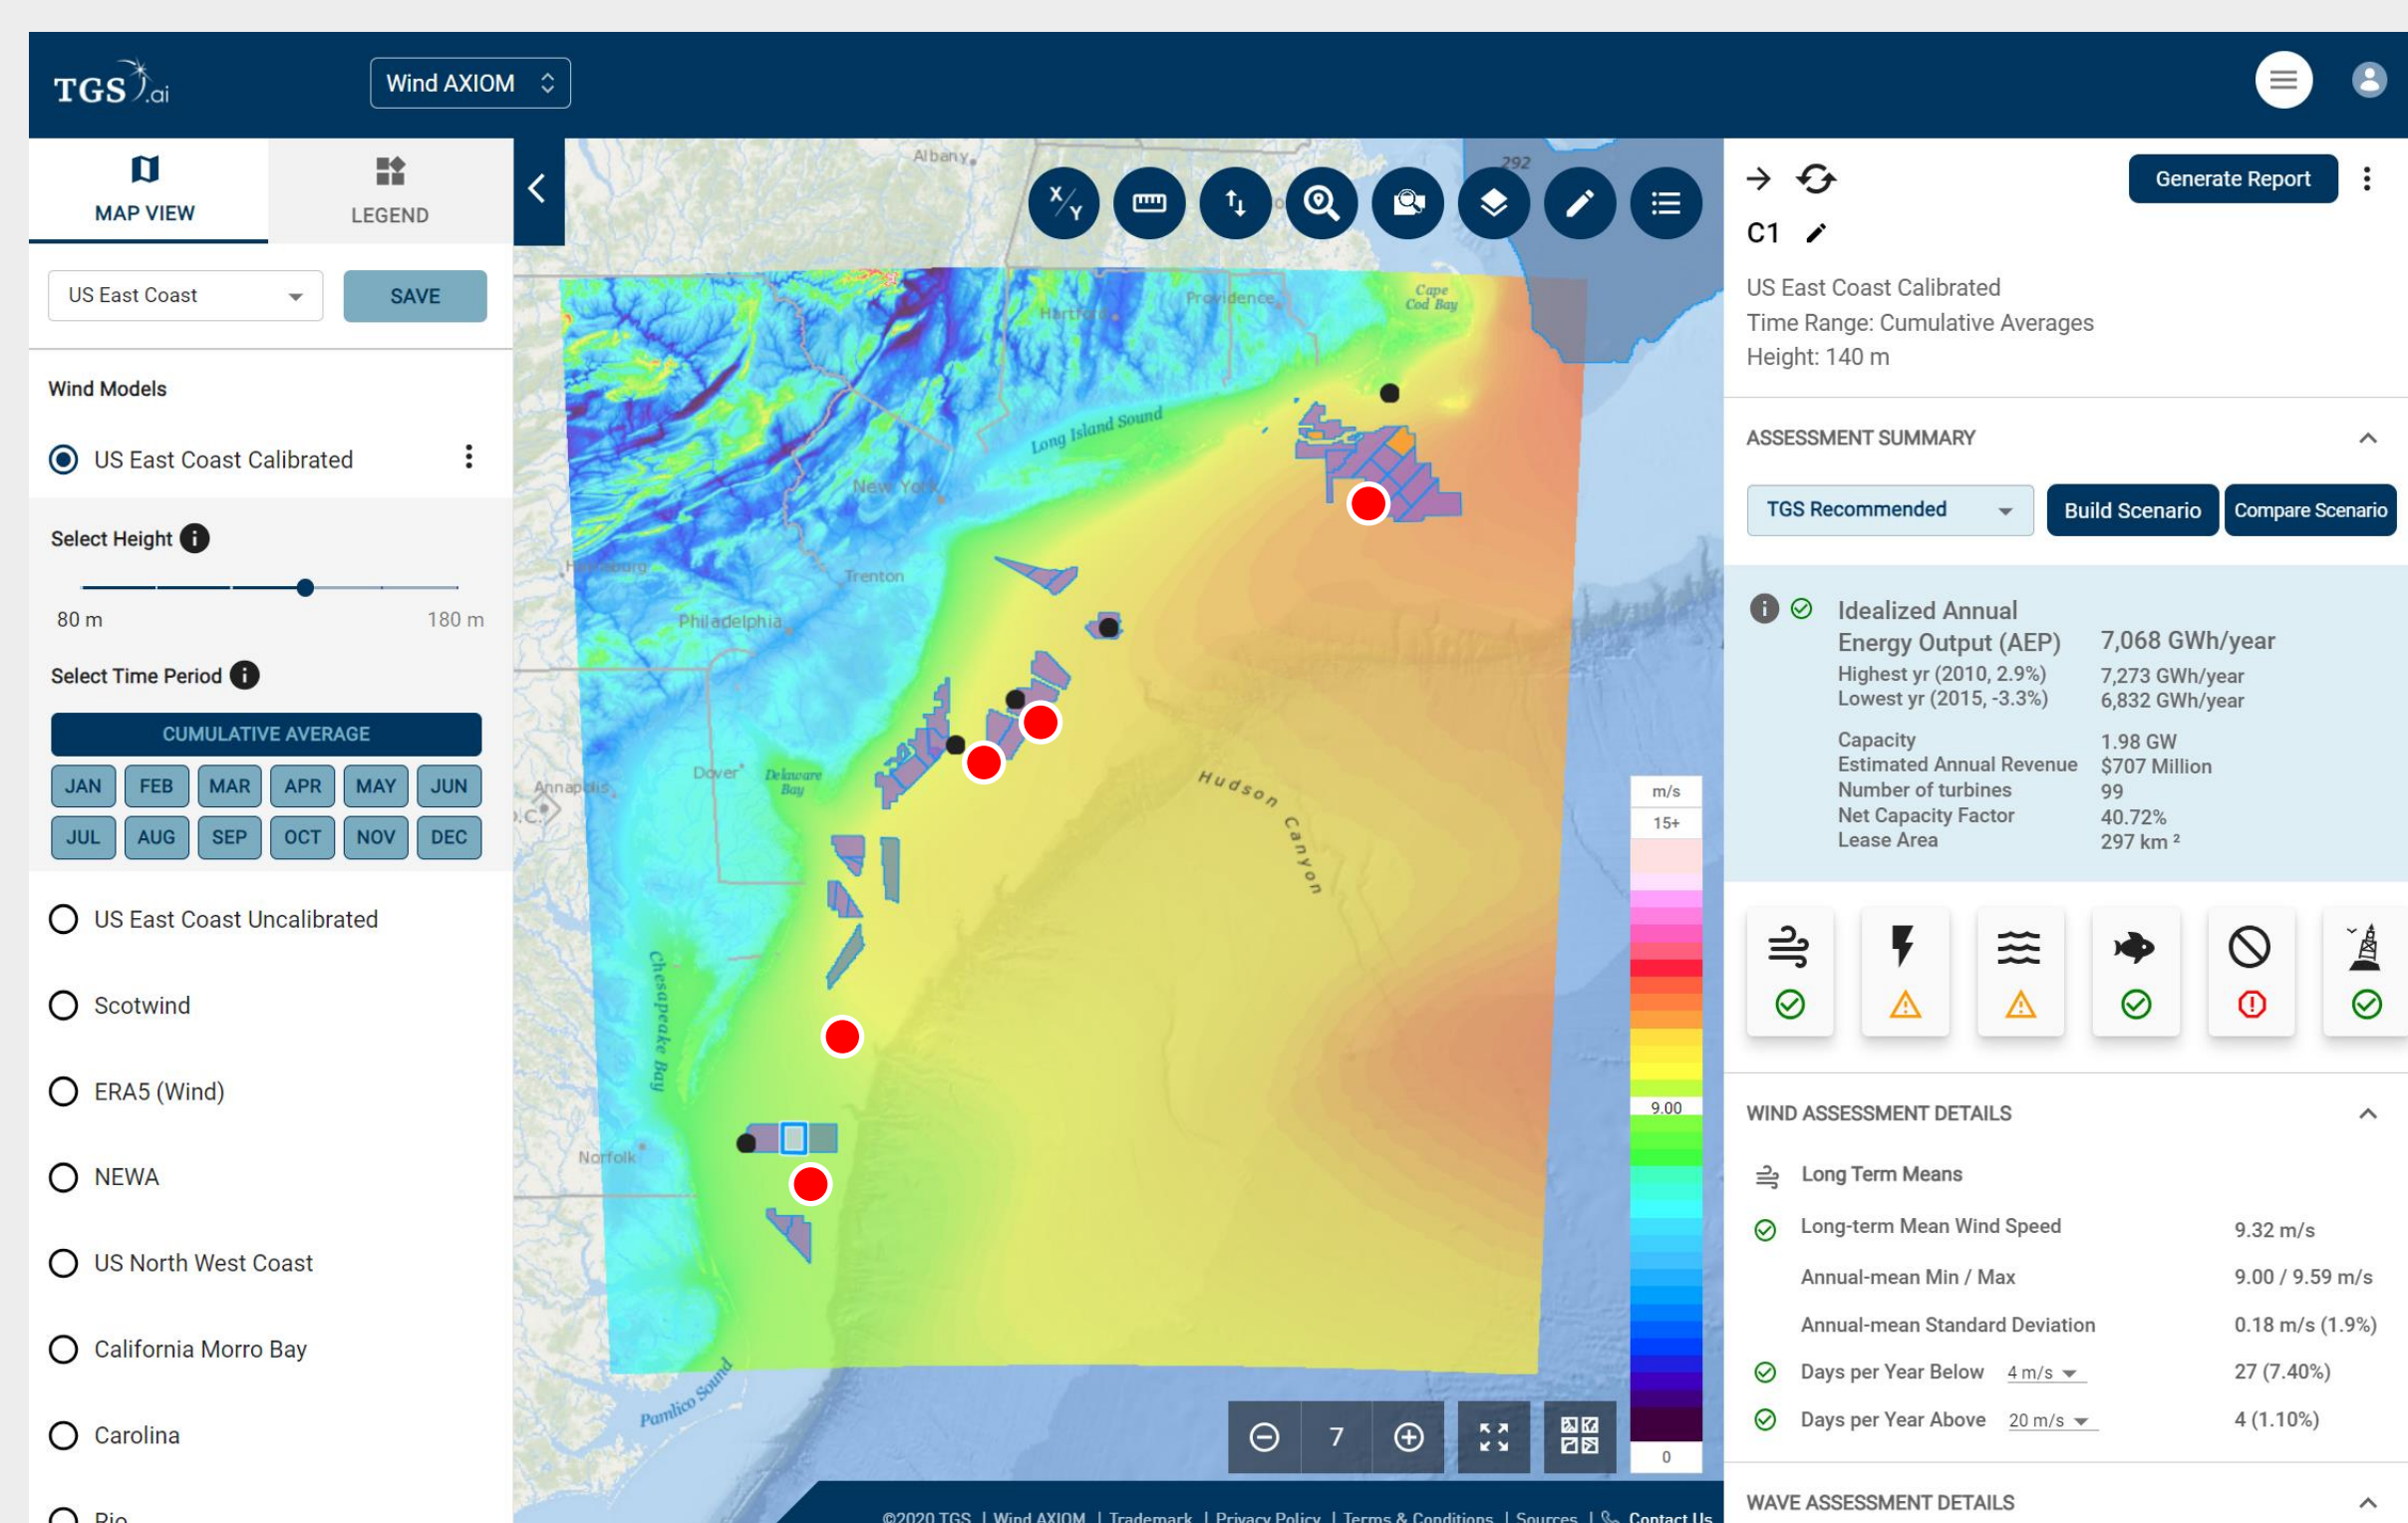 TGS.ai
Wind AXIOM
MAP VIEW
LEGEND
US East Coast
SAVE
Wind Models
US East Coast Calibrated
Select Height
80 m
180 m
Select Time Period
CUMULATIVE AVERAGE
JAN FEB MAR APR MAY JUN
JUL AUG SEP OCT NOV DEC
US East Coast Uncalibrated
Scotwind
ERA5 (Wind)
NEWA
US North West Coast
California Morro Bay
Carolina
Rio
Albany
292
X/Y
Cape
Cod Bay
Providence
Hartford
Long Island Sound
New York
Trenton
Philadelphia
Dover
Delaware
Bay
Annapolis
Hudson Canyon
Chesapeake Bay
Norfolk
Pamlico Sound
m/s
15+
9.00
0
7
©2020 TGS | Wind AXIOM | Trademark | Privacy Policy | Terms & Conditions | Sources | Contact Us
Generate Report
C1
US East Coast Calibrated
Time Range: Cumulative Averages
Height: 140 m
ASSESSMENT SUMMARY
TGS Recommended
Build Scenario
Compare Scenario
Idealized Annual
Energy Output (AEP) 7,068 GWh/year
Highest yr (2010, 2.9%) 7,273 GWh/year
Lowest yr (2015, -3.3%) 6,832 GWh/year
Capacity 1.98 GW
Estimated Annual Revenue $707 Million
Number of turbines 99
Net Capacity Factor 40.72%
Lease Area 297 km ²
WIND ASSESSMENT DETAILS
Long Term Means
Long-term Mean Wind Speed 9.32 m/s
Annual-mean Min / Max 9.00 / 9.59 m/s
Annual-mean Standard Deviation 0.18 m/s (1.9%)
Days per Year Below 4 m/s 27 (7.40%)
Days per Year Above 20 m/s 4 (1.10%)
WAVE ASSESSMENT DETAILS